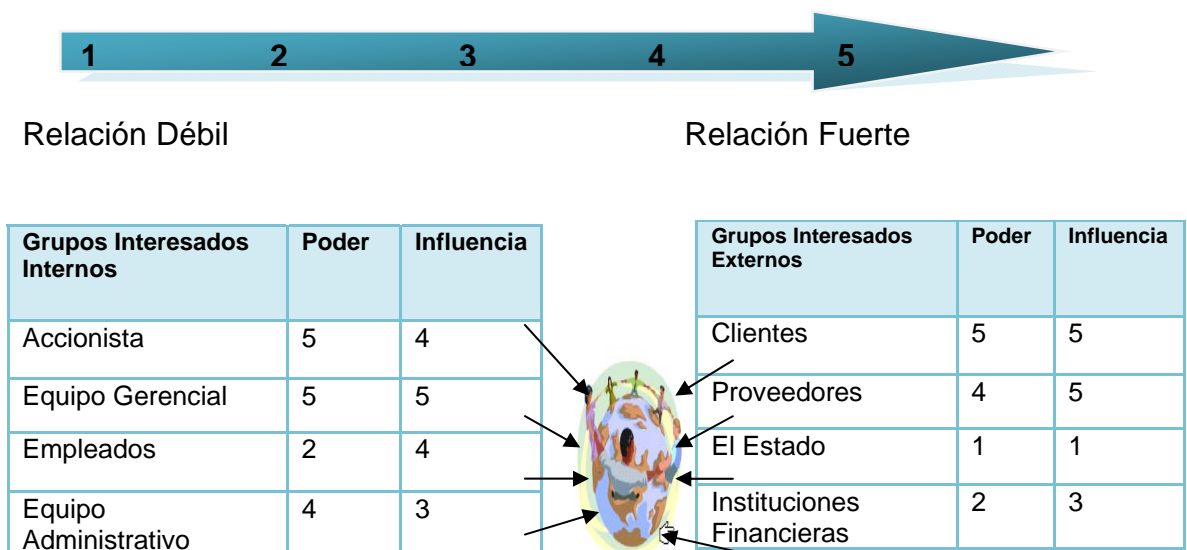 1 2 3 4 5
Relación Débil Relación Fuerte
Grupos Interesados Internos Poder Influencia
Accionista 5 4
Equipo Gerencial 5 5
Empleados 2 4
Equipo Administrativo 4 3
Grupos Interesados Externos Poder Influencia
Clientes 5 5
Proveedores 4 5
El Estado 1 1
Instituciones Financieras 2 3